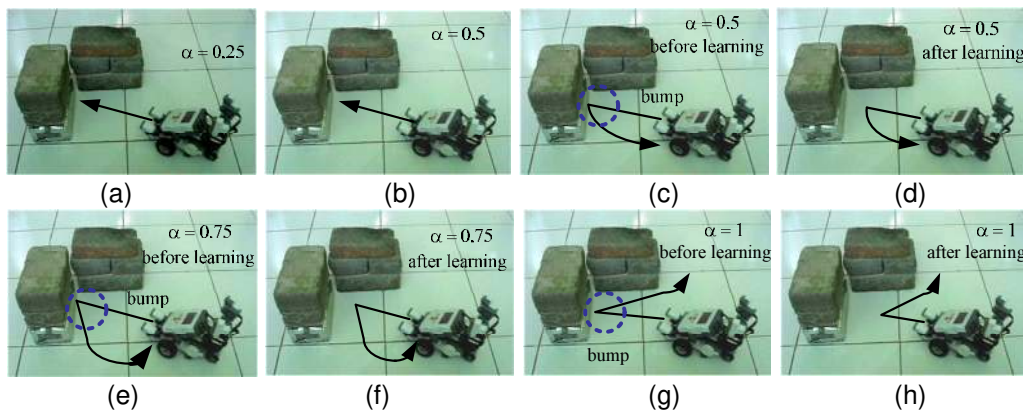 α = 0.25
α = 0.5
α = 0.5
before learning
bump
α = 0.5
after learning
(a)
(b)
(c)
(d)
α = 0.75
before learning
bump
α = 0.75
after learning
α = 1
before learning
bump
α = 1
after learning
(e)
(f)
(g)
(h)